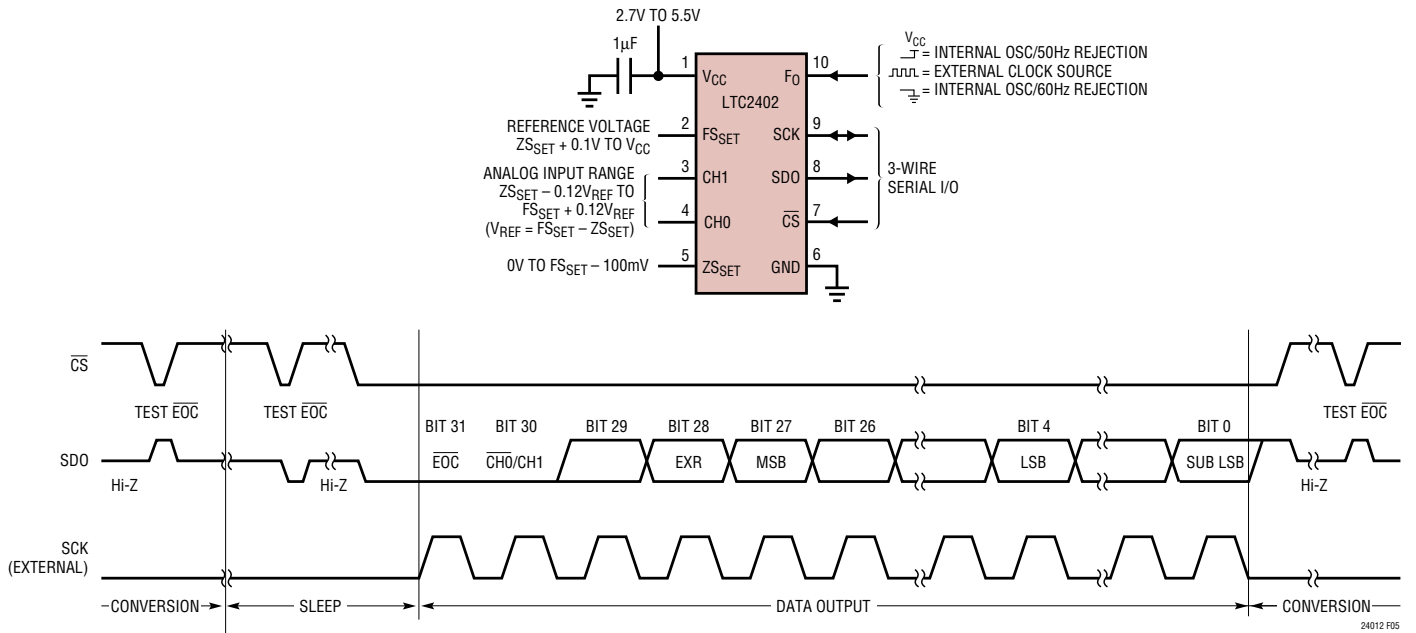 2.7V TO 5.5V
1µF
VCC
= INTERNAL OSC/50Hz REJECTION
= EXTERNAL CLOCK SOURCE
= INTERNAL OSC/60Hz REJECTION
1
VCC
FO
10
LTC2402
REFERENCE VOLTAGE
ZSSET + 0.1V TO VCC
2
FSSET
SCK
9
ANALOG INPUT RANGE
ZSSET – 0.12VREF TO
FSSET + 0.12VREF
(VREF = FSSET – ZSSET)
3
CH1
SDO
8
3-WIRE
SERIAL I/O
4
CH0
CS
7
0V TO FSSET – 100mV
5
ZSSET
GND
6
CS
TEST EOC
TEST EOC
TEST EOC
BIT 31
BIT 30
BIT 29
BIT 28
BIT 27
BIT 26
BIT 4
BIT 0
SDO
EOC
CH0/CH1
EXR
MSB
LSB
SUB LSB
Hi-Z
Hi-Z
Hi-Z
SCK
(EXTERNAL)
CONVERSION
SLEEP
DATA OUTPUT
CONVERSION
24012 F05